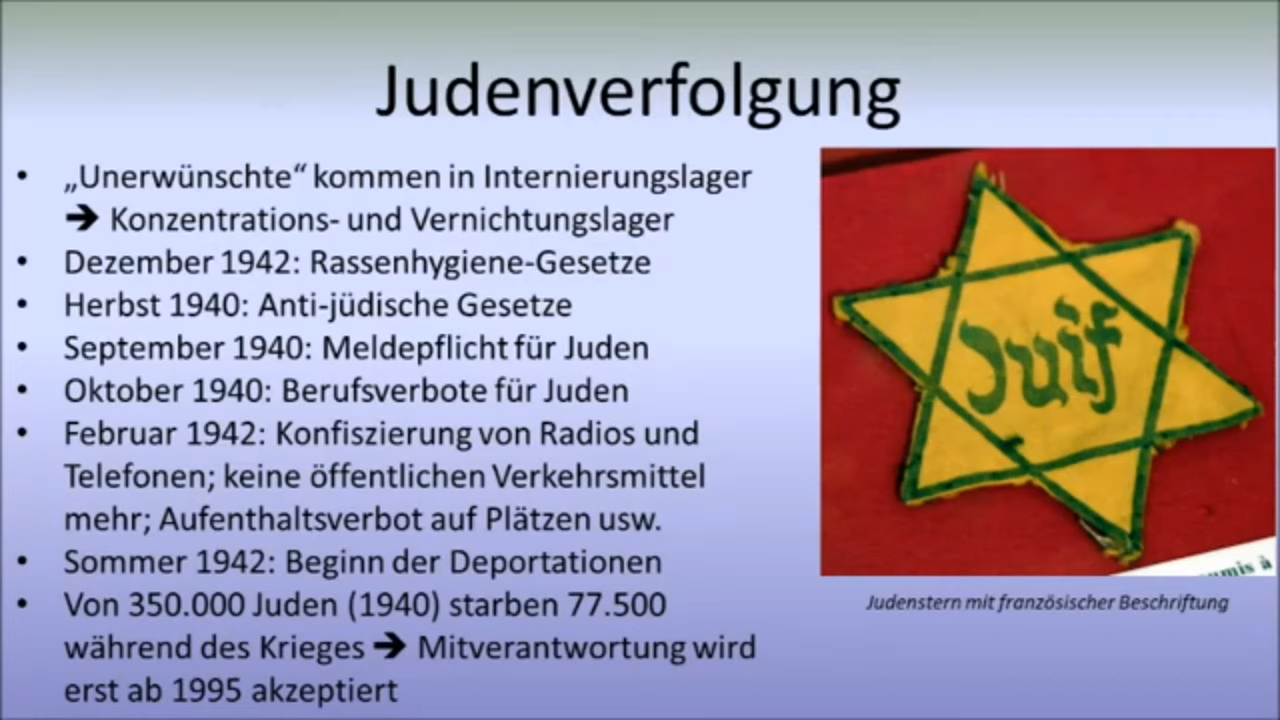 Judenverfolgung
• „Unerwünschte“ kommen in Internierungslager
➔ Konzentrations- und Vernichtungslager
• Dezember 1942: Rassenhygiene-Gesetze
• Herbst 1940: Anti-jüdische Gesetze
• September 1940: Meldepflicht für Juden
• Oktober 1940: Berufsverbote für Juden
• Februar 1942: Konfiszierung von Radios und
Telefonen; keine öffentlichen Verkehrsmittel
mehr; Aufenthaltsverbot auf Plätzen usw.
• Sommer 1942: Beginn der Deportationen
• Von 350.000 Juden (1940) starben 77.500
während des Krieges ➔ Mitverantwortung wird
erst ab 1995 akzeptiert
Juif
à
Judenstern mit französischer Beschriftung